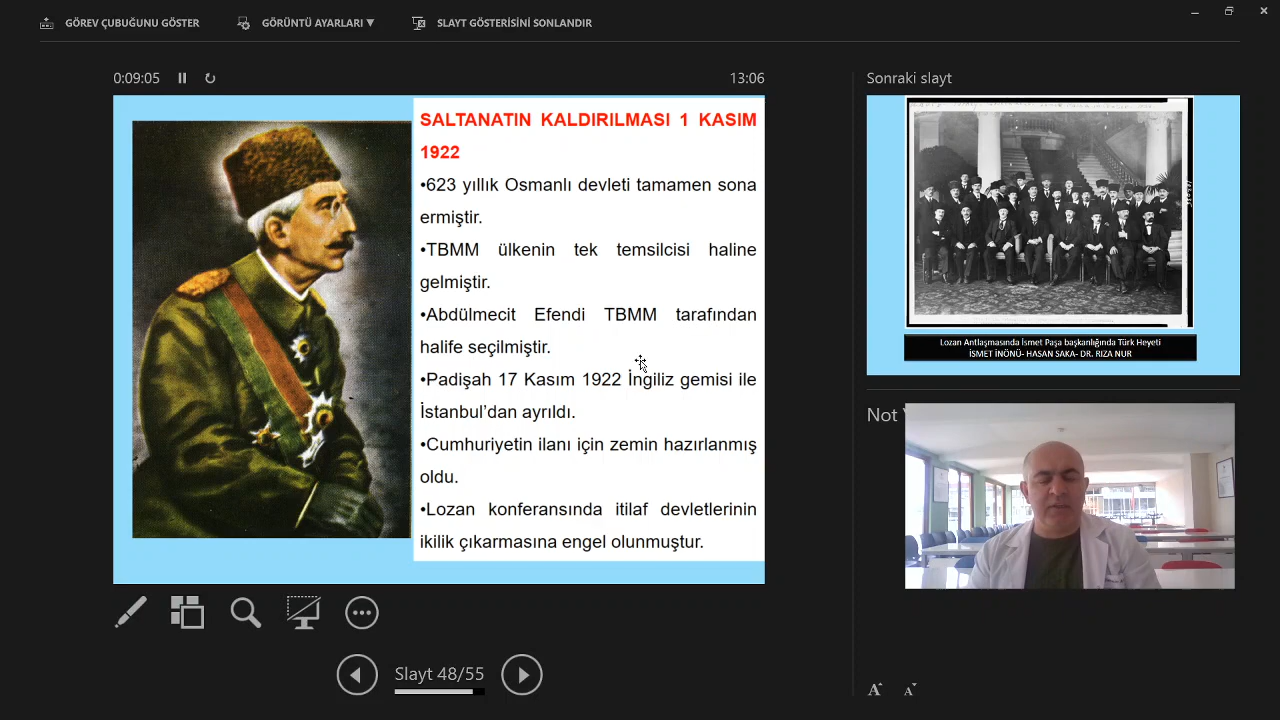 GÖREV ÇUBUĞUNU GÖSTER
GÖRÜNTÜ AYARLARI ▼
SLAYT GÖSTERİSİNİ SONLANDIR
0:09:05
13:06
SALTANATIN KALDIRILMASI 1 KASIM
1922
•623 yıllık Osmanlı devleti tamamen sona
ermiştir.
•TBMM ülkenin tek temsilcisi haline
gelmiştir.
•Abdülmecit Efendi TBMM tarafından
halife seçilmiştir.
•Padişah 17 Kasım 1922 İngiliz gemisi ile
İstanbul’dan ayrıldı.
•Cumhuriyetin ilanı için zemin hazırlanmış
oldu.
•Lozan konferansında itilaf devletlerinin
ikilik çıkarmasına engel olunmuştur.
Slayt 48/55
Sonraki slayt
Lozan Antlaşmasında İsmet Paşa başkanlığında Türk Heyeti
İSMET İNÖNÜ- HASAN SAKA- DR. RIZA NUR
Not
A A